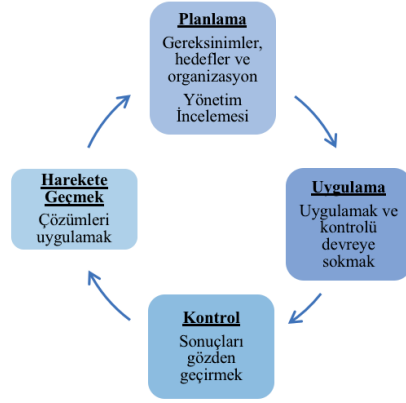 Planlama
Gereksinimler,
hedefler ve
organizasyon
Yönetim
İncelemesi
Uygulama
Uygulamak ve
kontrolü
devreye
sokmak
Kontrol
Sonuçları
gözden
geçirmek
Harekete
Geçmek
Çözümleri
uygulamak